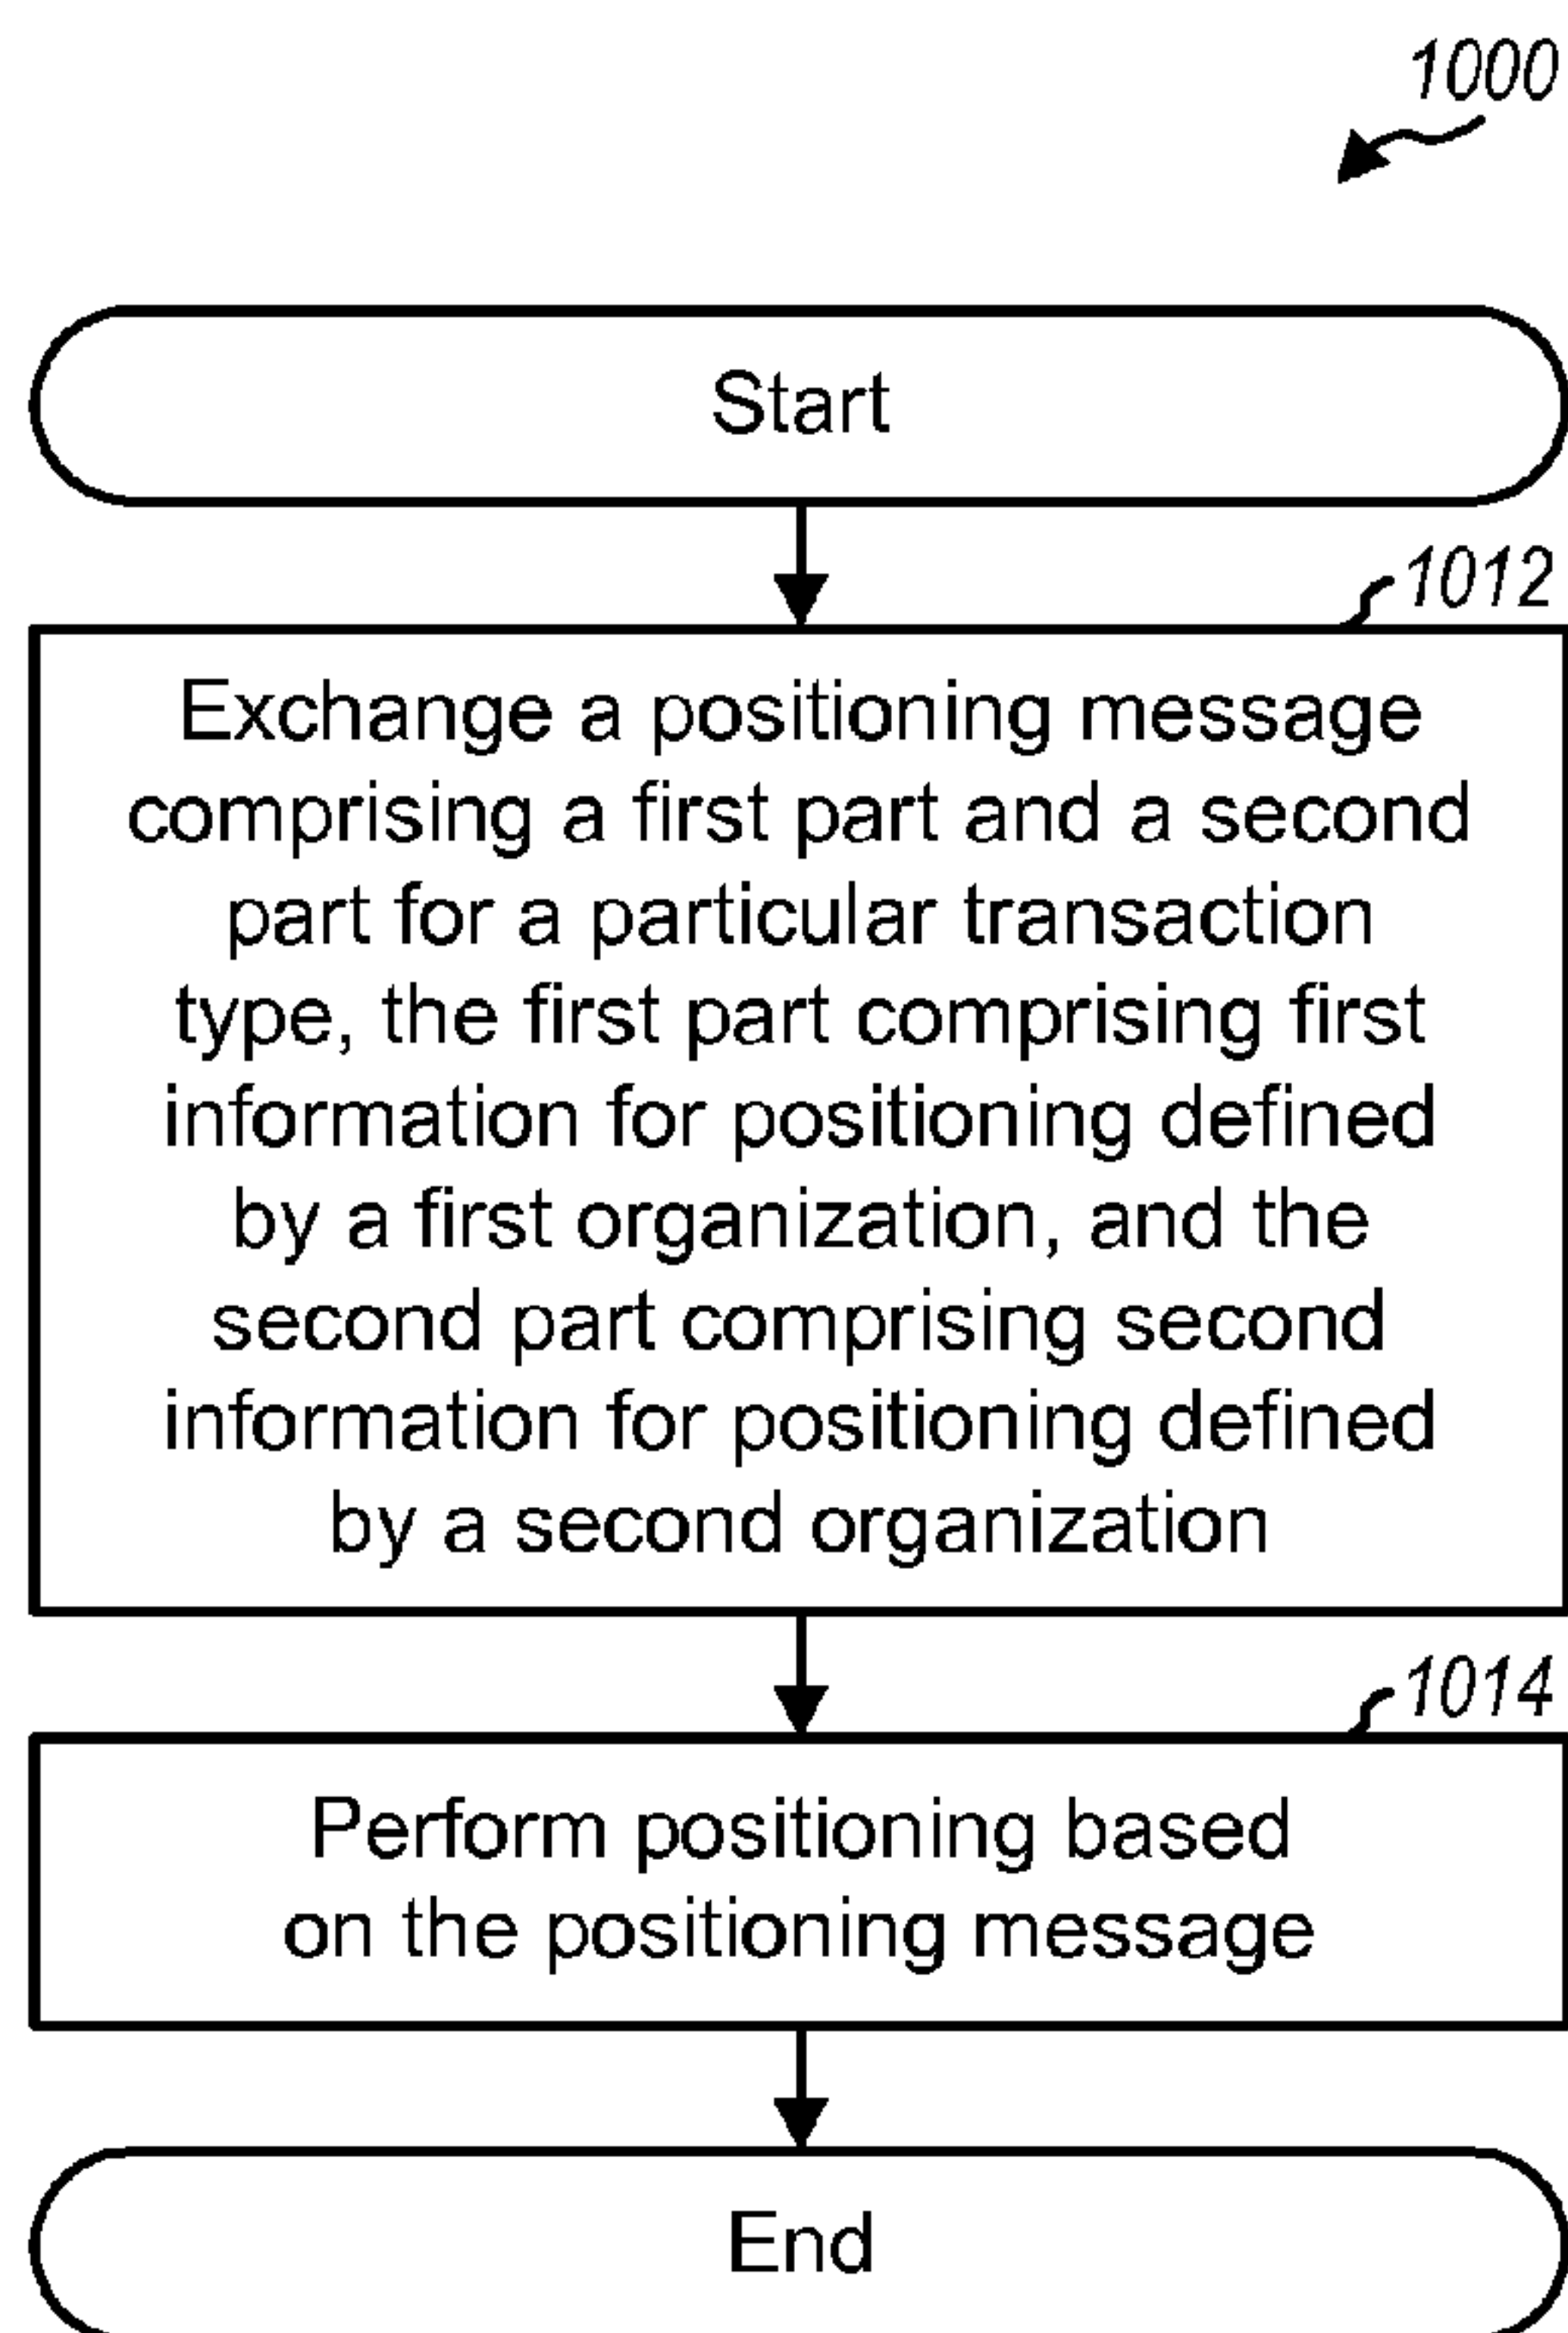 1000
Start
1012
Exchange a positioning message
comprising a first part and a second
part for a particular transaction
type, the first part comprising first
information for positioning defined
by a first organization, and the
second part comprising second
information for positioning defined
by a second organization
1014
Perform positioning based
on the positioning message
End